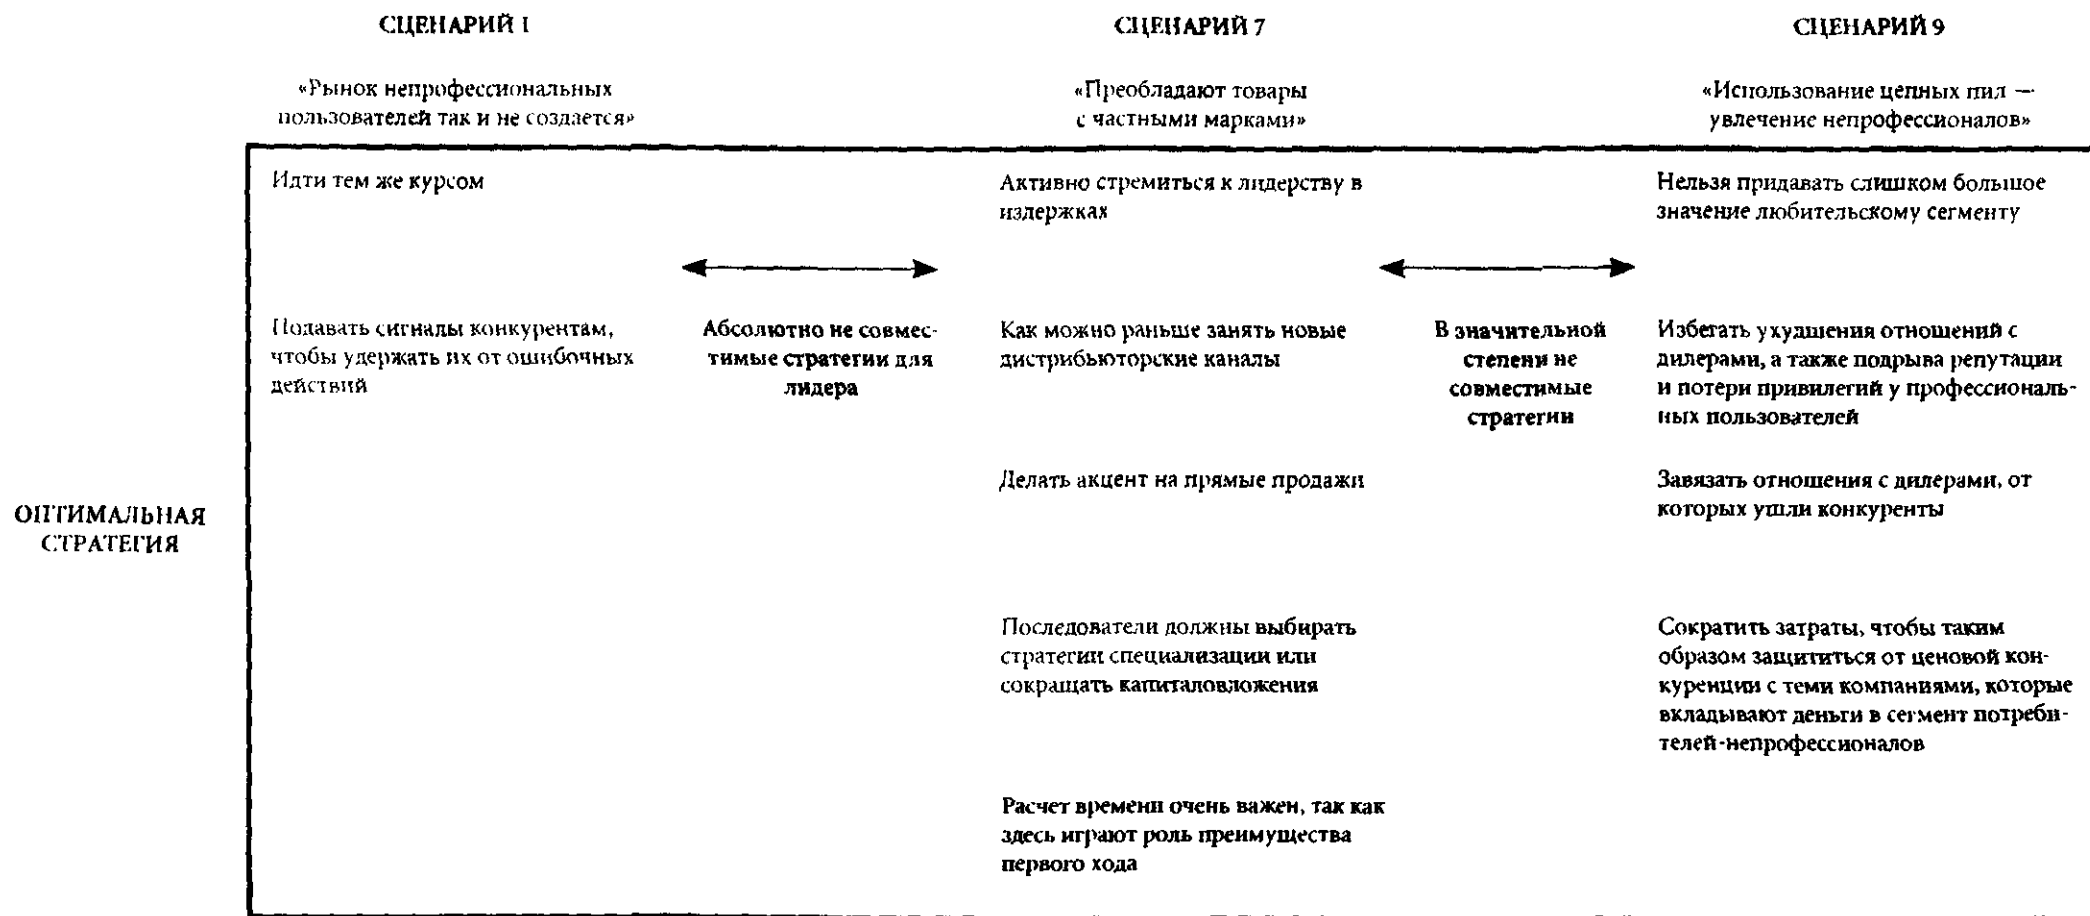 СЦЕНАРИЙ 1
«Рынок непрофессиональных
пользователей так и не создается»
СЦЕНАРИЙ 7
«Преобладают товары
с частными марками»
СЦЕНАРИЙ 9
«Использование цепных пил —
увлечение непрофессионалов»
ОПТИМАЛЬНАЯ
СТРАТЕГИЯ
Идти тем же курсом
Подавать сигналы конкурентам,
чтобы удержать их от ошибочных
действий
Абсолютно не совмес-
тимые стратегии для
лидера
Активно стремиться к лидерству в
издержках
Как можно раньше занять новые
дистрибьюторские каналы
Делать акцент на прямые продажи
Последователи должны выбирать
стратегии специализации или
сокращать капиталовложения
Расчет времени очень важен, так как
здесь играют роль преимущества
первого хода
В значительной
степени не
совместимые
стратегии
Нельзя придавать слишком большое
значение любительскому сегменту
Избегать ухудшения отношений с
дилерами, а также подрыва репутации
и потери привилегий у профессиональ-
ных пользователей
Завязать отношения с дилерами, от
которых ушли конкуренты
Сократить затраты, чтобы таким
образом защититься от ценовой кон-
куренции с теми компаниями, которые
вкладывают деньги в сегмент потреби-
телей-непрофессионалов